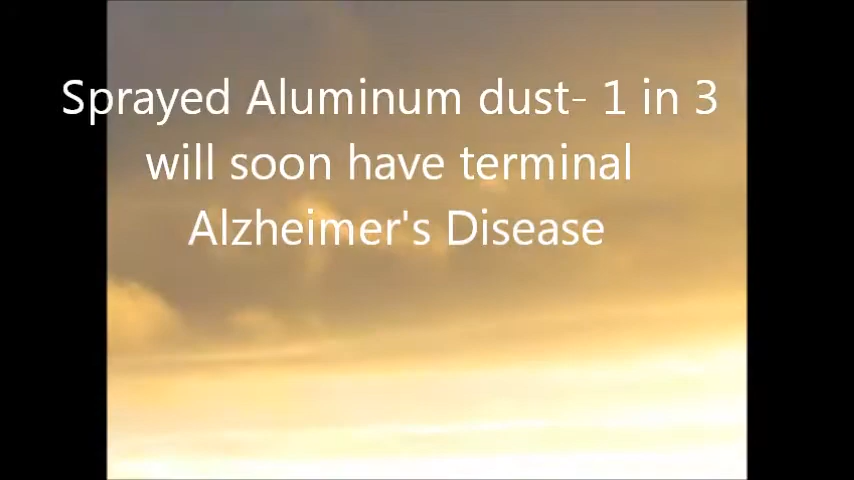 Sprayed Aluminum dust- 1 in 3
will soon have terminal
Alzheimer's Disease